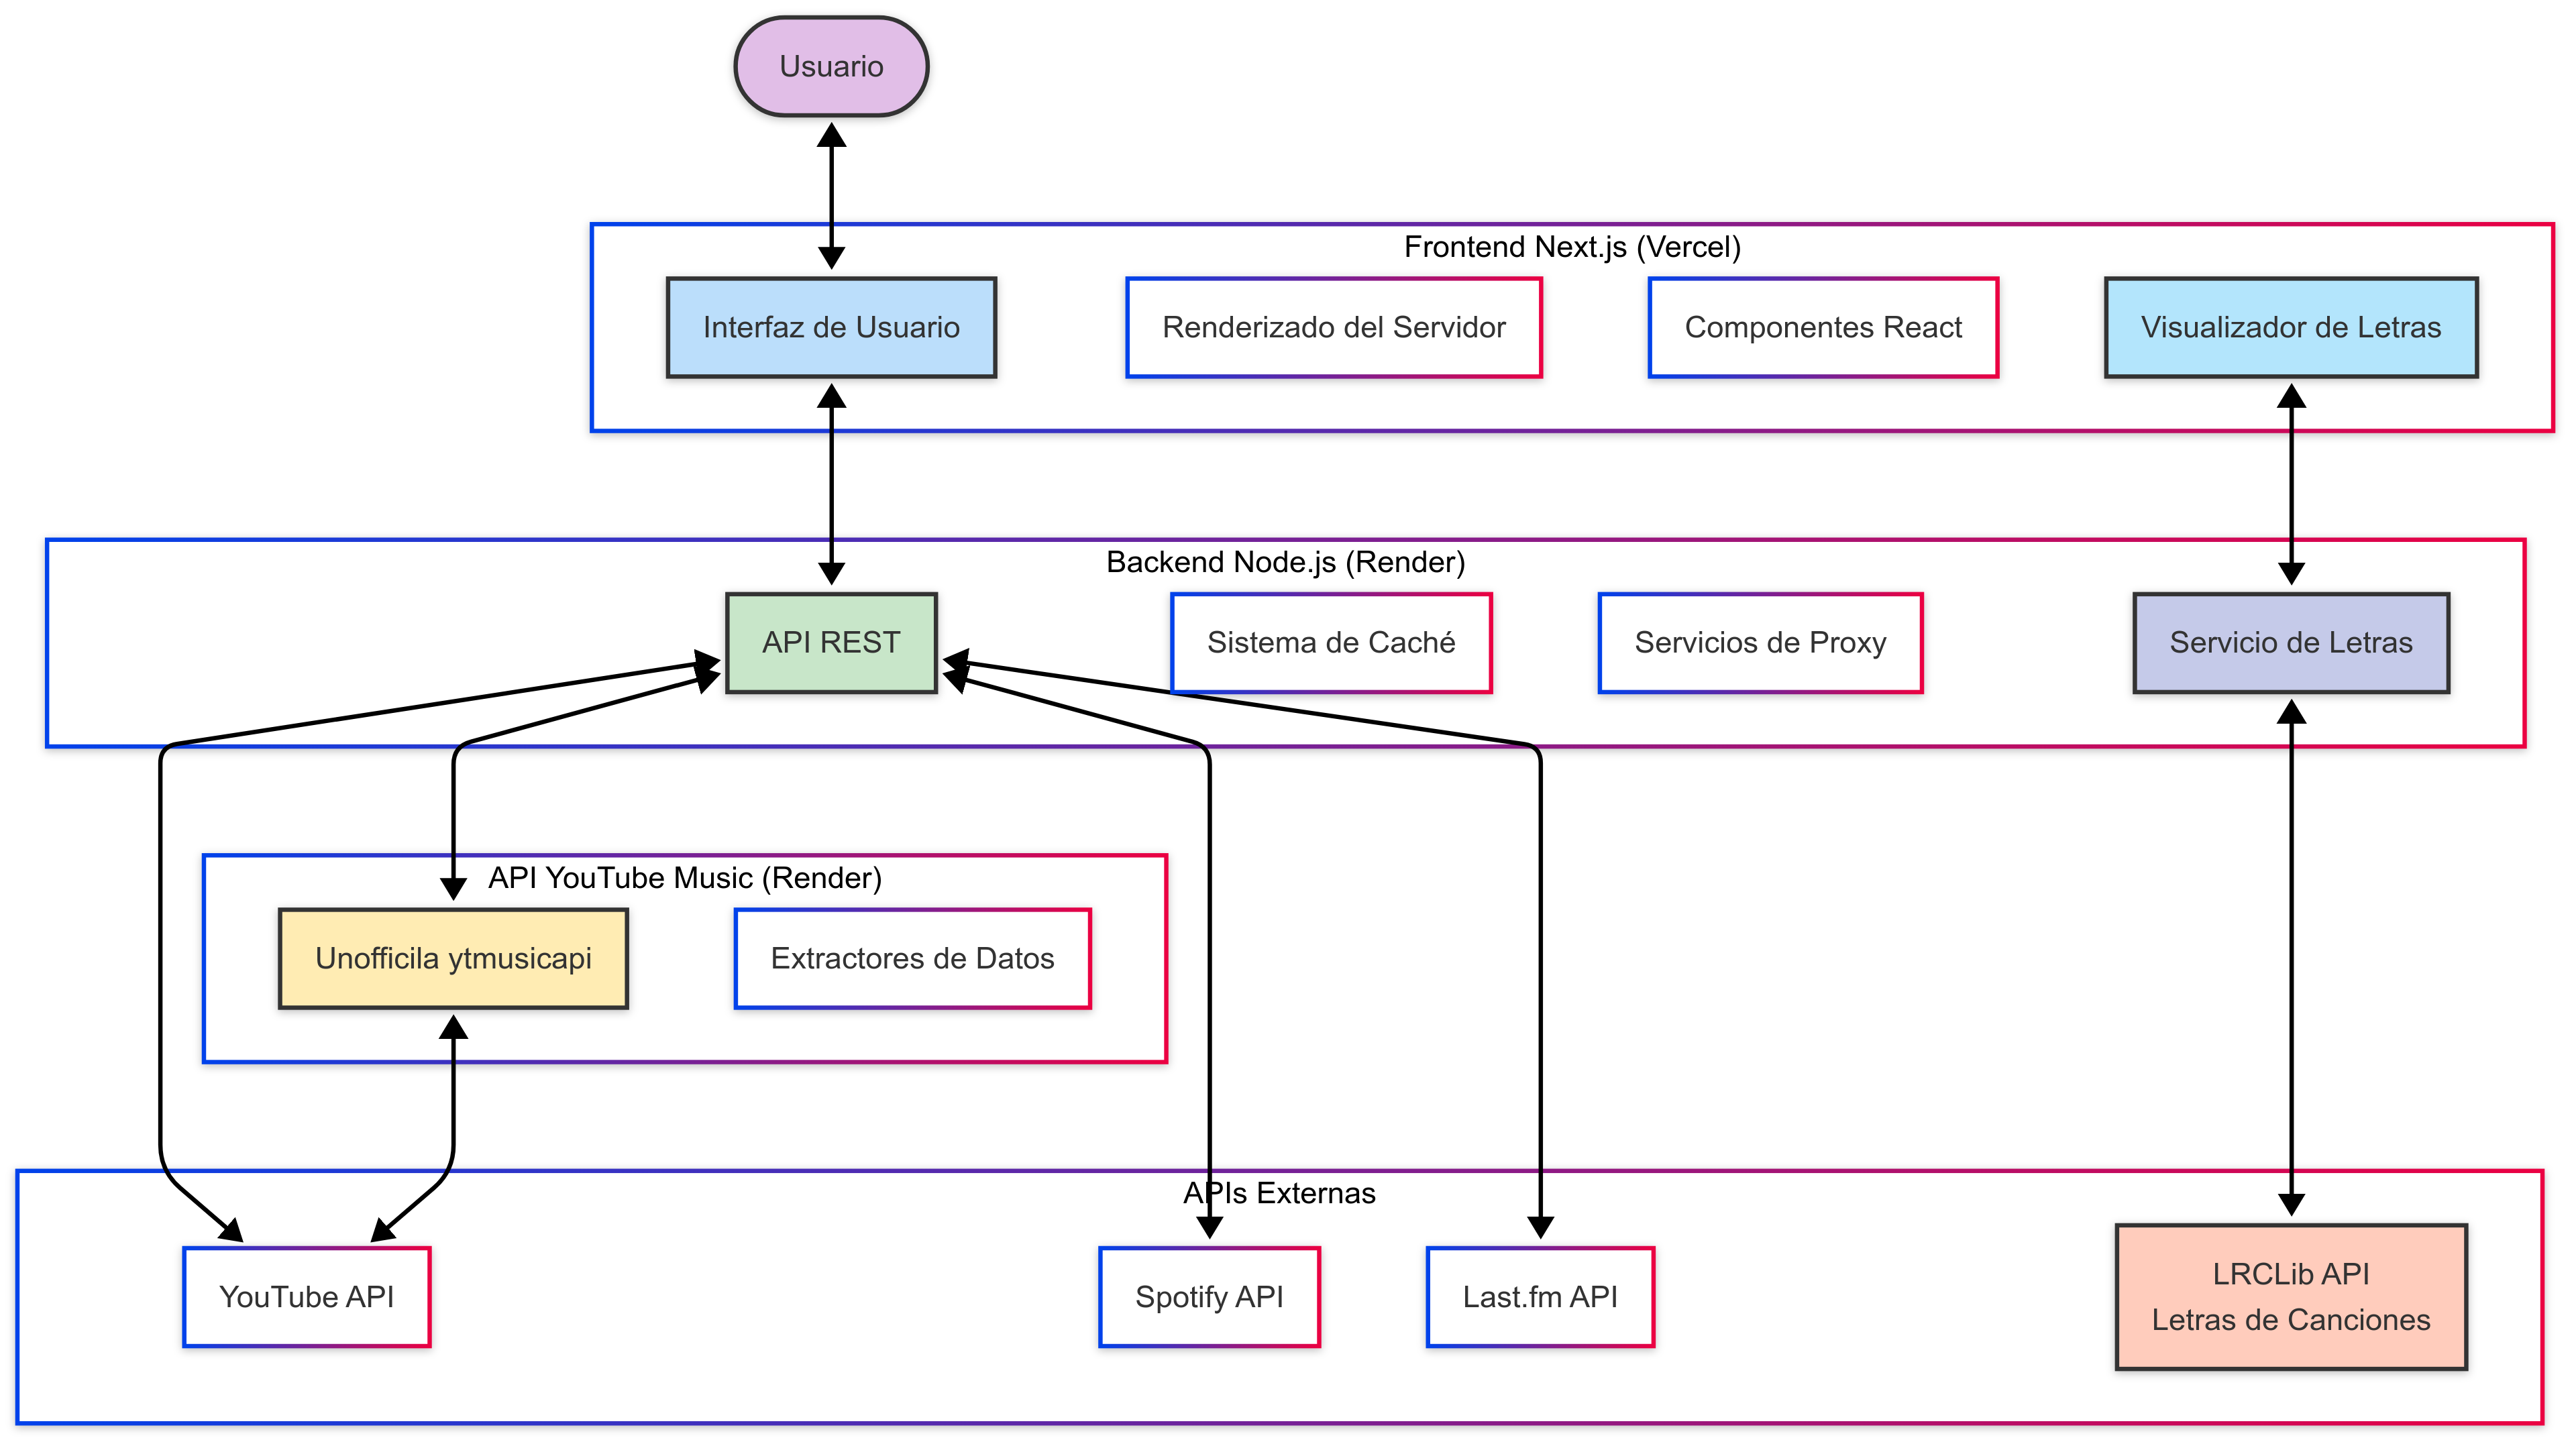 Usuario
Frontend Next.js (Vercel)
Interfaz de Usuario
Renderizado del Servidor
Componentes React
Visualizador de Letras
Backend Node.js (Render)
API REST
Sistema de Caché
Servicios de Proxy
Servicio de Letras
API YouTube Music (Render)
Unofficila ytmusicapi
Extractores de Datos
APIs Externas
YouTube API
Spotify API
Last.fm API
LRCLib API
Letras de Canciones